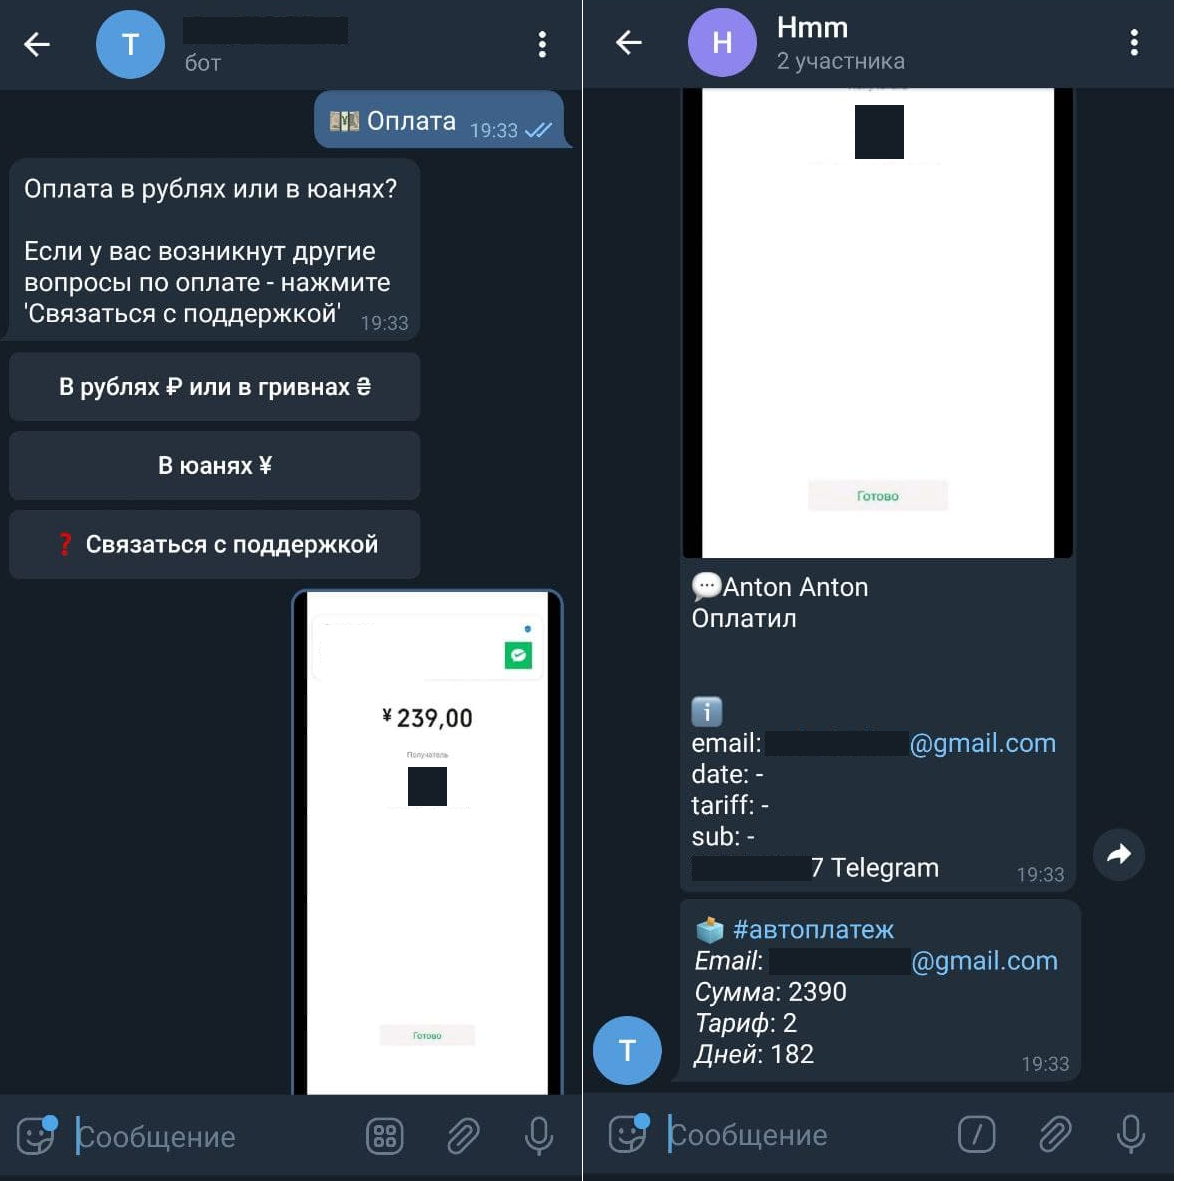 T
бот
Оплата 19:33
Оплата в рублях или в юанях?
Если у вас возникнут другие
вопросы по оплате - нажмите
'Связаться с поддержкой' 19:33
В рублях ₽ или в гривнах ₴
В юанях ¥
❓ Связаться с поддержкой
¥ 239,00
Получатель
Готово
Сообщение
H
Hmm
2 участника
Готово
Anton Anton
Оплатил
i
email: @gmail.com
date: -
tariff: -
sub: -
7 Telegram 19:33
#автоплатеж
Email: @gmail.com
Сумма: 2390
Тариф: 2
Дней: 182
19:33
T
Сообщение